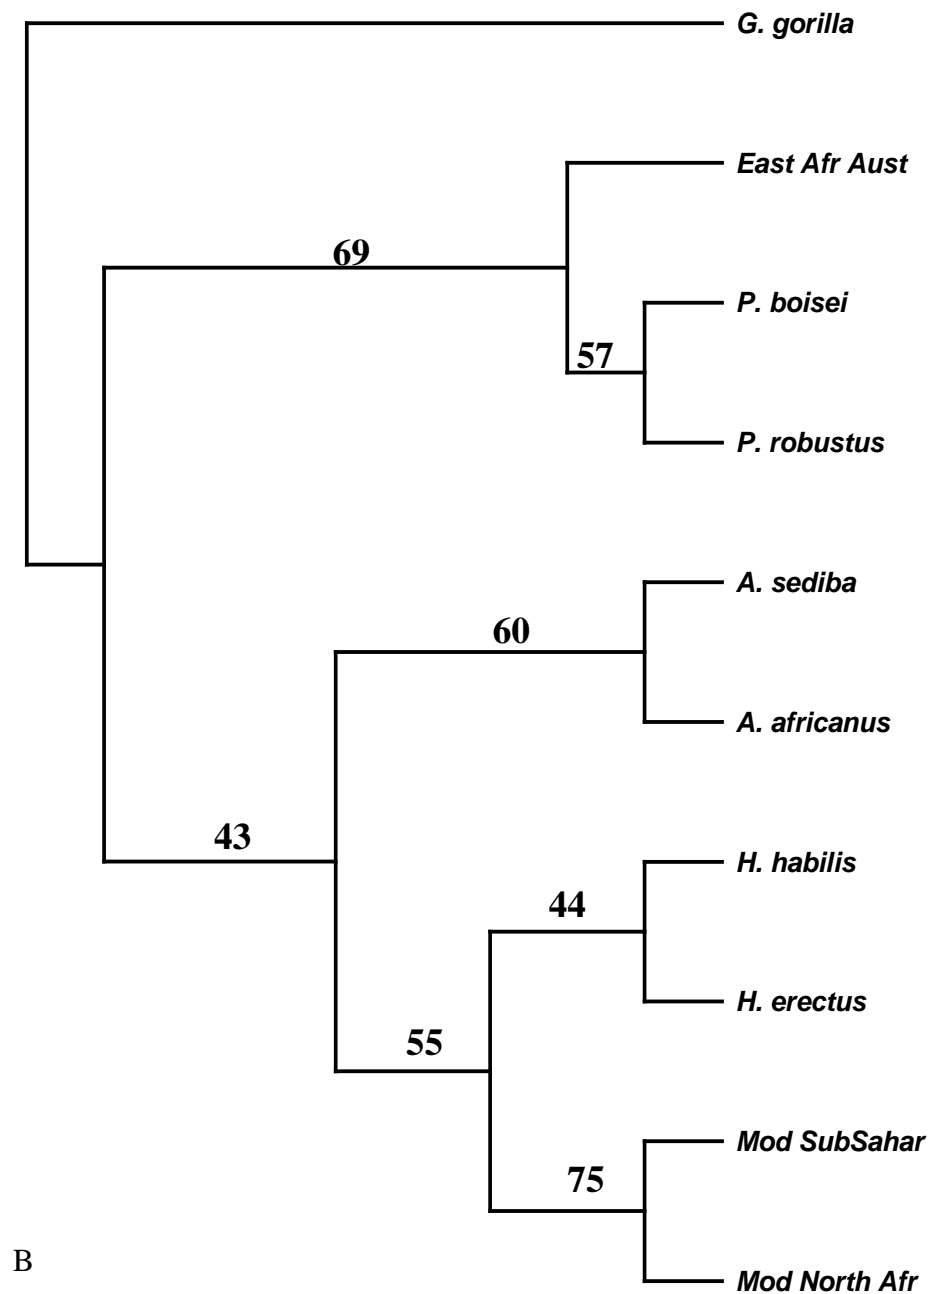 G. gorilla
East Afr Aust
69
P. boisei
57
P. robustus
A. sediba
60
A. africanus
43
H. habilis
44
H. erectus
55
Mod SubSahar
75
B
Mod North Afr